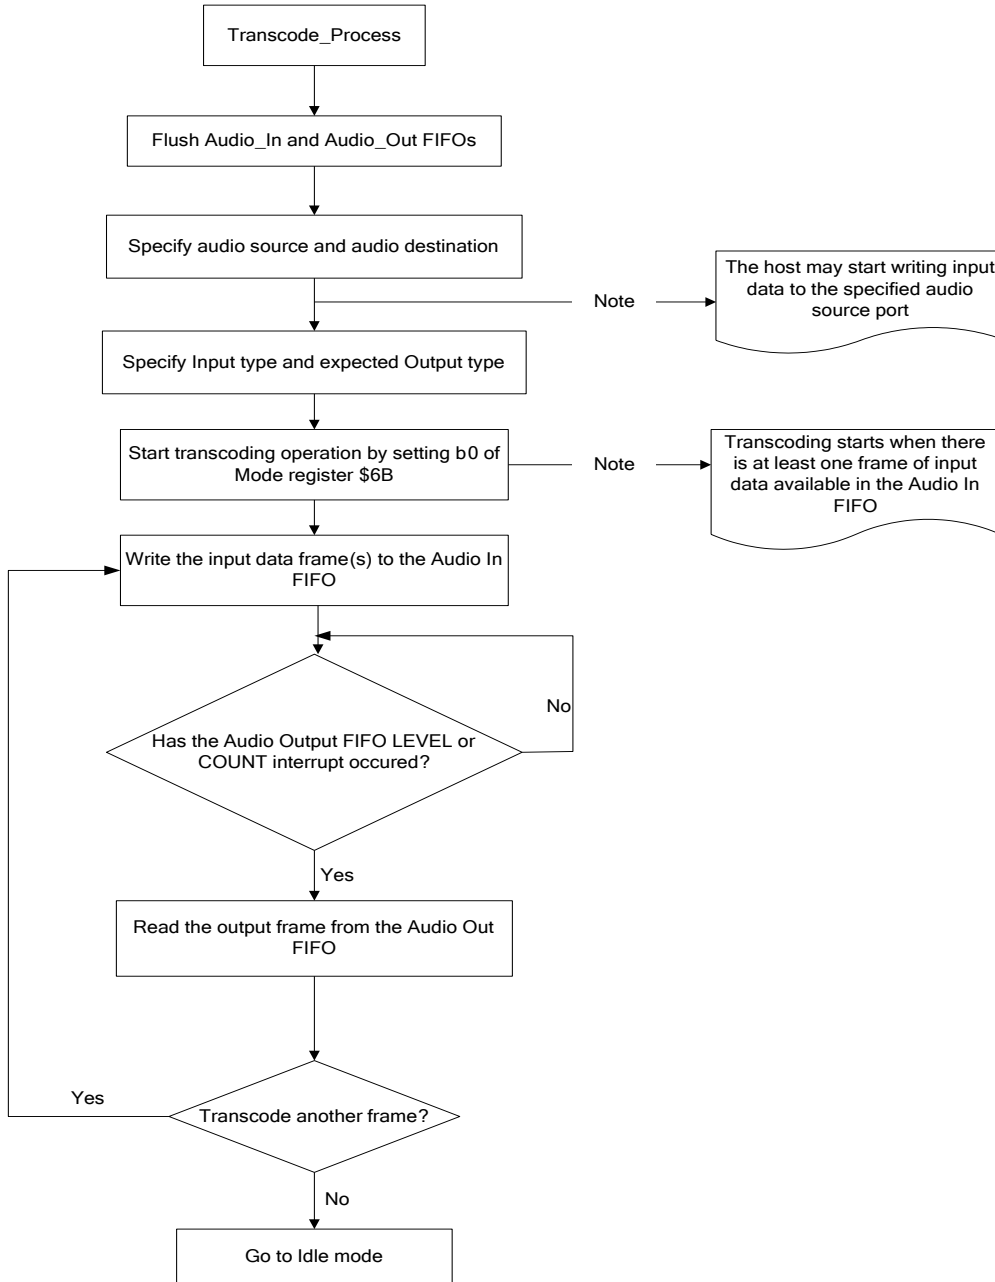 Transcode_Process
Flush Audio_In and Audio_Out FIFOs
Specify audio source and audio destination
Note
The host may start writing input
data to the specified audio
source port
Specify Input type and expected Output type
Start transcoding operation by setting b0 of
Mode register $6B
Note
Transcoding starts when there
is at least one frame of input
data available in the Audio In
FIFO
Write the input data frame(s) to the Audio In
FIFO
No
Has the Audio Output FIFO LEVEL or
COUNT interrupt occured?
Yes
Read the output frame from the Audio Out
FIFO
Yes
Transcode another frame?
No
Go to Idle mode